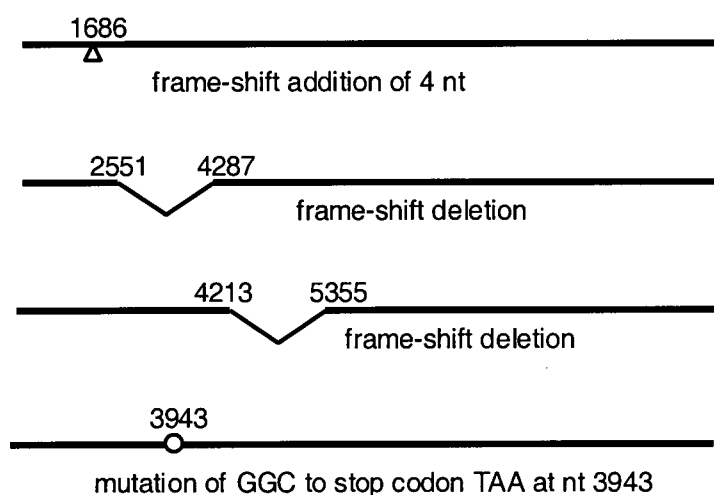 1686
frame-shift addition of 4 nt
2551 4287
frame-shift deletion
4213 5355
frame-shift deletion
3943
mutation of GGC to stop codon TAA at nt 3943